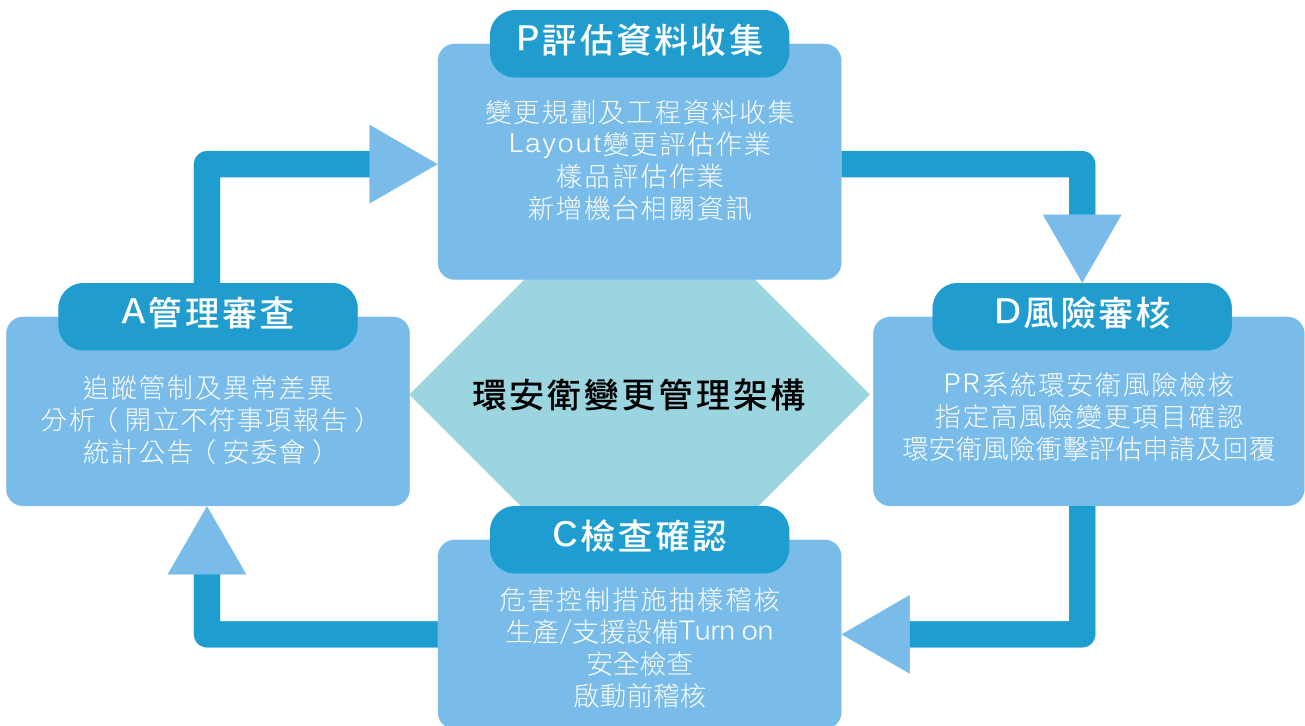 P評估資料收集
變更規劃及工程資料收集
Layout變更評估作業
樣品評估作業
新增機台相關資訊
D風險審核
PR系統環安衛風險檢核
指定高風險變更項目確認
環安衛風險衝擊評估申請及回覆
C檢查確認
危害控制措施抽樣稽核
生產/支援設備Turn on
安全檢查
啟動前稽核
A管理審查
追蹤管制及異常差異
分析（開立不符事項報告）
統計公告（安委會）
環安衛變更管理架構